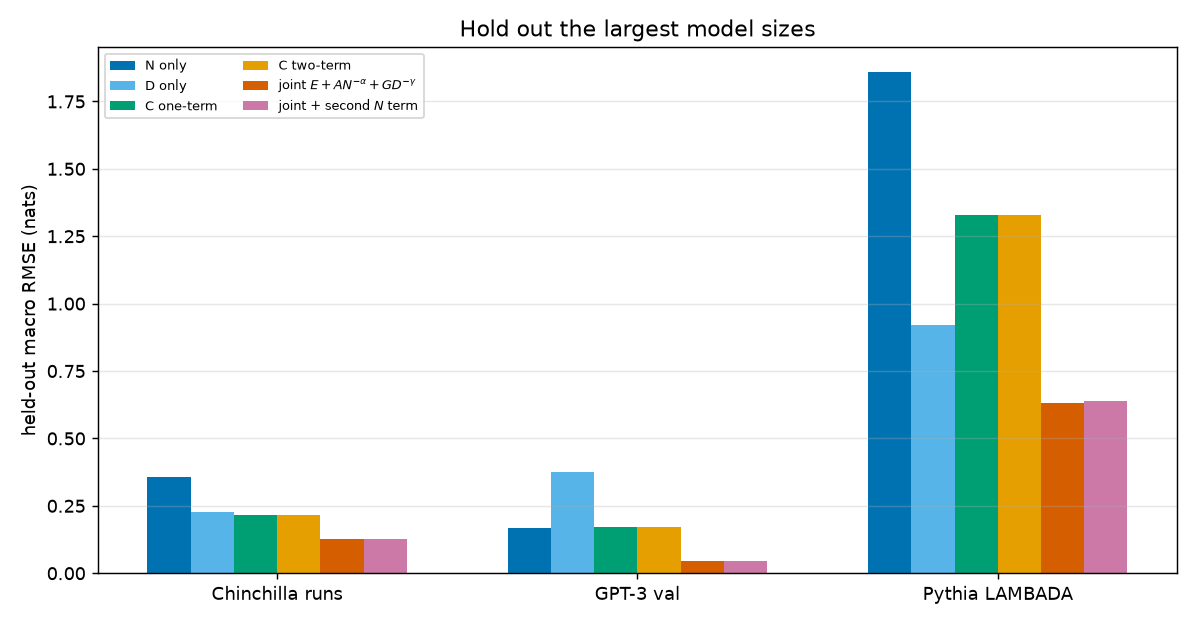 Hold out the largest model sizes
N only
D only
C one-term
C two-term
joint E + AN^{-α} + GD^{-γ}
joint + second N term
held-out macro RMSE (nats)
1.75
1.50
1.25
1.00
0.75
0.50
0.25
0.00
Chinchilla runs
GPT-3 val
Pythia LAMBADA